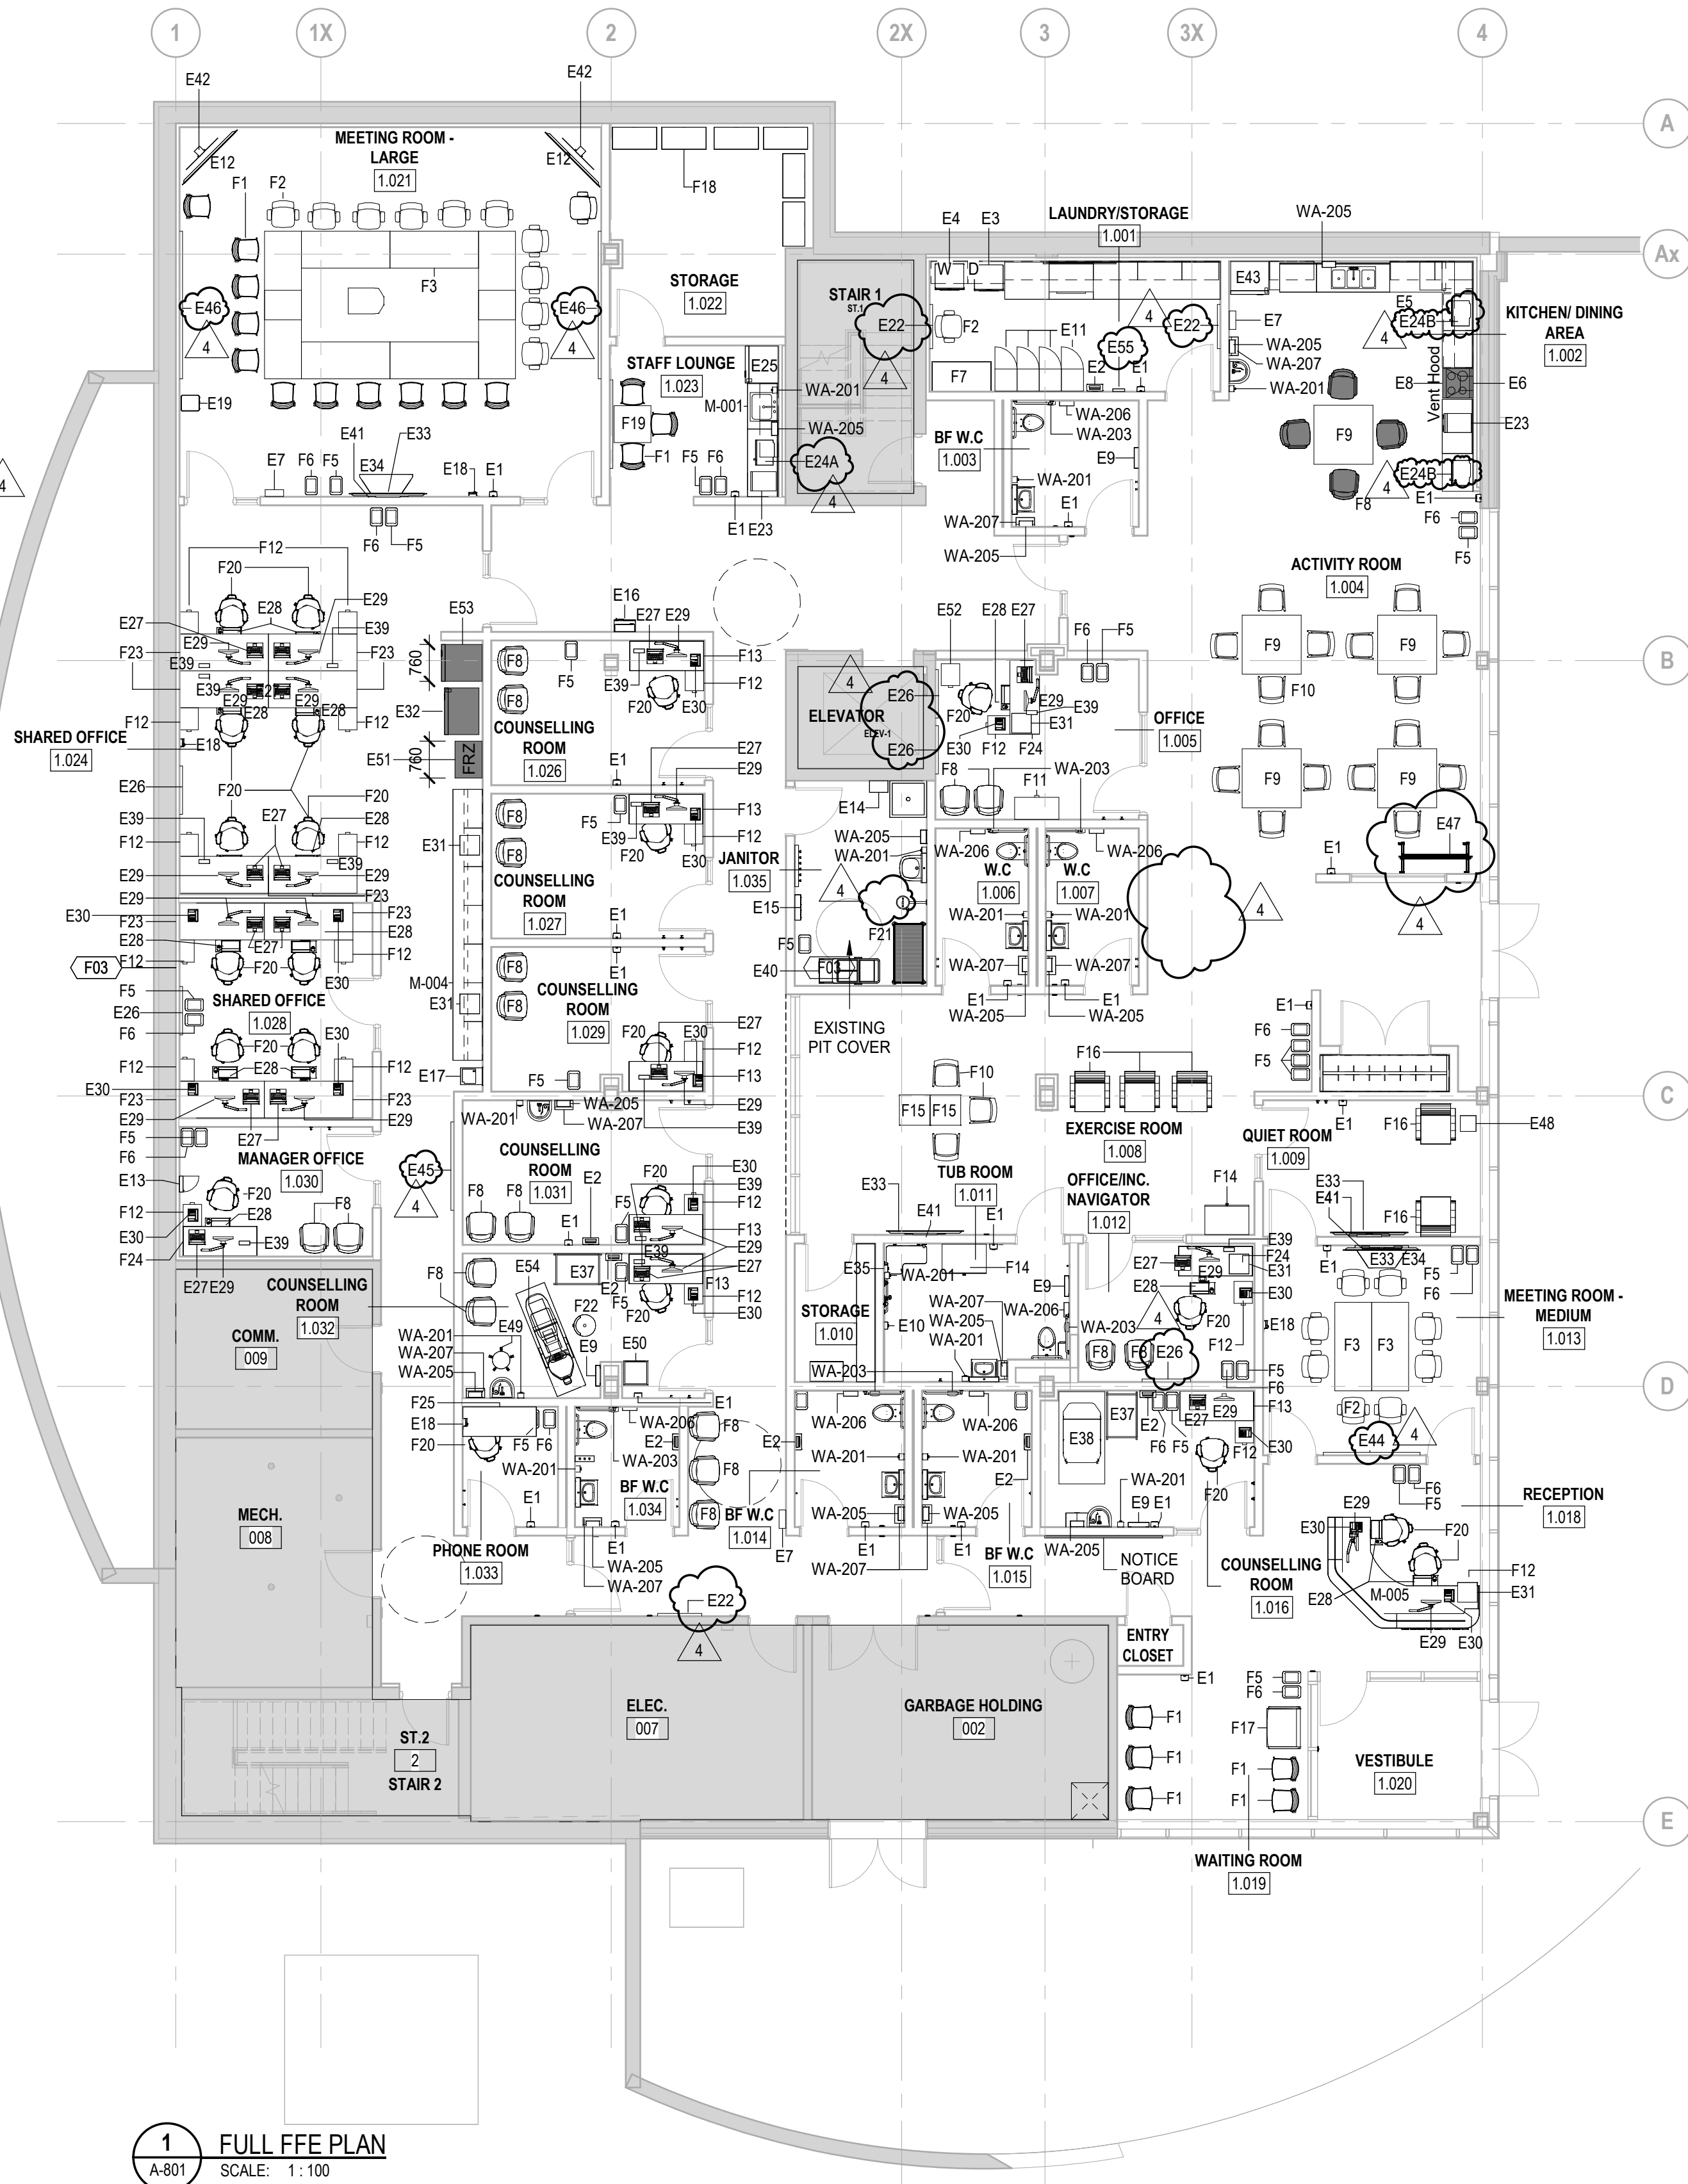 1
1X
2
2X
3
3X
4
A
Ax
B
C
D
E
E42
E42
E12
E12
MEETING ROOM -
LARGE
1.021
F1
F2
F3
F18
E46
4
E46
4
E19
E7
F6
F5
E41
E34
E33
E18
E1
STORAGE
1.022
STAFF LOUNGE
1.023
E25
M-001
WA-201
WA-205
F19
F1
F5
F6
E1
E23
E24A
4
STAIR 1
ST.1
E22
4
LAUNDRY/STORAGE
1.001
E4
E3
W
D
F2
F7
E11
E55
E2
E1
4
E22
WA-205
E43
E7
WA-205
WA-207
WA-201
E5
E24B
4
KITCHEN/ DINING
AREA
1.002
Vent Hood
E8
E6
E23
F9
E24B
4
F8
E1
F6
F5
BF W.C
1.003
WA-206
WA-203
E9
WA-201
WA-207
E1
WA-205
4
F6
F5
F12
F20
E28
E29
E27
E29
E39
F23
E39
F23
E39
E29
E29
E28
E28
F12
F12
SHARED OFFICE
1.024
E18
E26
F20
F20
E39
E27
E28
F12
F12
E39
E29
E29
F23
E53
760
E32
E51
760
FRZ
E31
M-004
E31
E17
E16
E27
E29
F8
F5
F13
E39
F12
F8
F20
E30
COUNSELLING
ROOM
1.026
E1
E27
E29
F8
F5
F13
F12
E39
F20
E30
F8
COUNSELLING
ROOM
1.027
E1
E1
F8
F8
COUNSELLING
ROOM
1.029
F20
E30
E27
F12
F13
F5
E29
E39
4
ELEVATOR
ELEV-1
E26
E26
E52
E28
E27
F20
E29
E39
E31
E30
F12
F24
F6
F5
OFFICE
1.005
F8
F11
WA-203
ACTIVITY ROOM
1.004
F9
F9
F10
F9
F9
E47
4
E1
JANITOR
1.035
E14
WA-205
WA-201
4
E15
F5
F21
E40
F03
EXISTING
PIT COVER
WA-206
WA-206
W.C
1.006
W.C
1.007
WA-201
WA-201
WA-207
WA-207
E1
E1
WA-205
WA-205
4
E29
E30
F23
F23
E28
E28
E27
F12
F12
F20
E30
F03
F5
E26
F6
SHARED OFFICE
1.028
F20
E30
F12
F12
E28
E30
F23
F23
E29
E29
E27
F5
F6
MANAGER OFFICE
1.030
E13
F20
F8
F12
E28
E30
E39
F24
E27
E29
E45
4
WA-201
WA-205
WA-207
COUNSELLING
ROOM
1.031
F8
F8
E2
E1
F5
F20
E30
E39
F12
F13
E29
E39
E27
F10
F15
F15
TUB ROOM
1.011
E33
E41
E1
F16
EXERCISE ROOM
1.008
OFFICE/INC.
NAVIGATOR
1.012
F14
E1
F6
F5
QUIET ROOM
1.009
E1
F16
E48
E33
E41
F16
COUNSELLING
ROOM
1.032
F8
E54
E37
E2
F5
F20
F13
F12
E30
F22
E49
E9
E50
WA-201
WA-207
WA-205
E1
STORAGE
1.010
E35
WA-201
F14
E9
WA-207
WA-205
WA-201
WA-206
E10
WA-203
WA-203
E39
F24
E27
E29
E31
E28
E30
4
F20
F12
F8
F8
E26
E18
F5
F6
E1
E33
E34
F5
F6
MEETING ROOM -
MEDIUM
1.013
F3
F3
F2
E44
4
COMM.
009
MECH.
008
F25
E18
F20
F5
F6
E1
PHONE ROOM
1.033
WA-206
WA-203
WA-201
E2
BF W.C
1.034
E1
WA-205
WA-207
F8
F8
F8
BF W.C
1.014
E7
E2
WA-206
WA-201
WA-205
E1
WA-207
WA-206
WA-201
E2
WA-205
E1
BF W.C
1.015
E38
E37
E2
F6
F5
E27
E29
F13
F12
E30
WA-201
E9
E1
F20
WA-205
NOTICE
BOARD
COUNSELLING
ROOM
1.016
F6
F5
RECEPTION
1.018
E29
E30
F20
F12
E31
E28
M-005
E29
E30
E22
4
ENTRY
CLOSET
E1
F5
F6
F17
F1
F1
F1
F1
F1
VESTIBULE
1.020
WAITING ROOM
1.019
ELEC.
007
GARBAGE HOLDING
002
ST.2
2
STAIR 2
1
A-801
FULL FFE PLAN
SCALE: 1 : 100